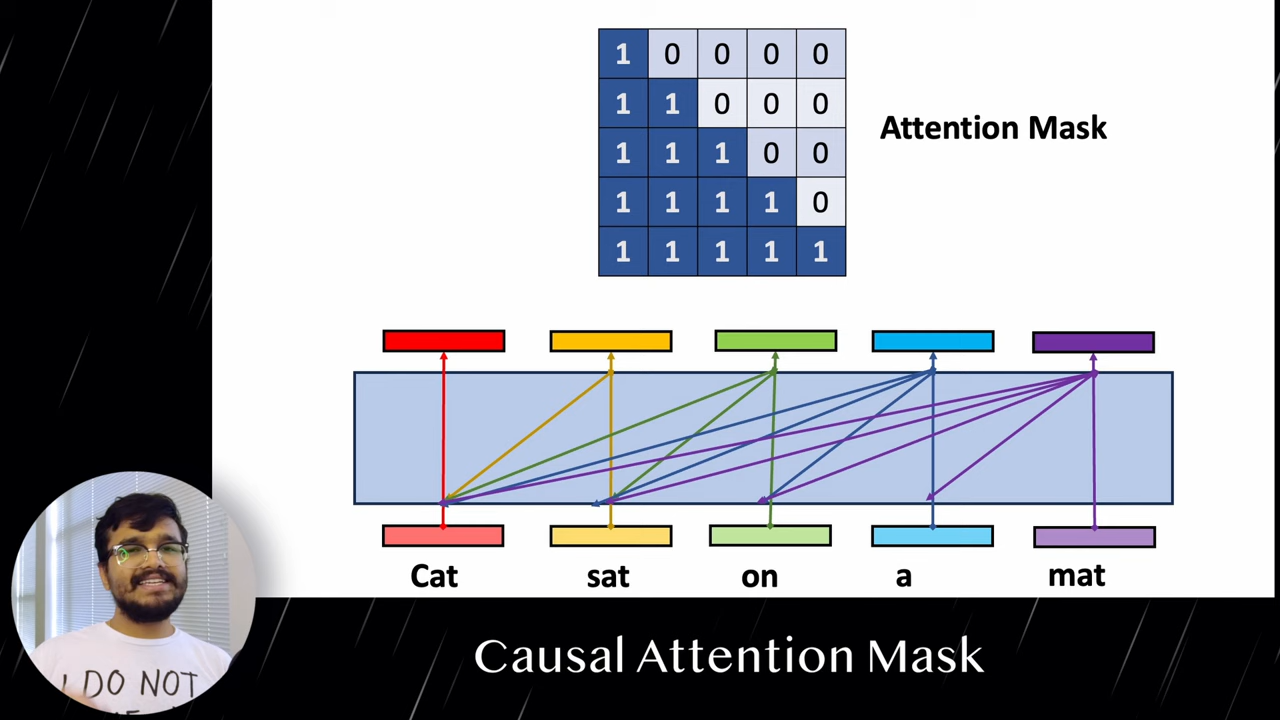 1 0 0 0 0
1 1 0 0 0
Attention Mask
1 1 1 0 0
1 1 1 1 0
1 1 1 1 1
Cat sat on a mat
Causal Attention Mask
I DO NOT